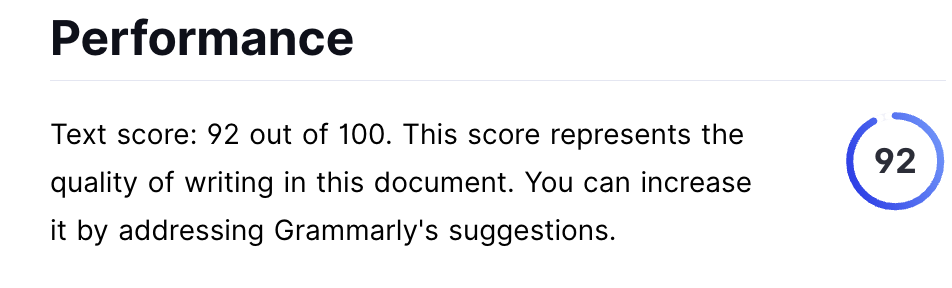 Performance
Text score: 92 out of 100. This score represents the
quality of writing in this document. You can increase
it by addressing Grammarly's suggestions.
92